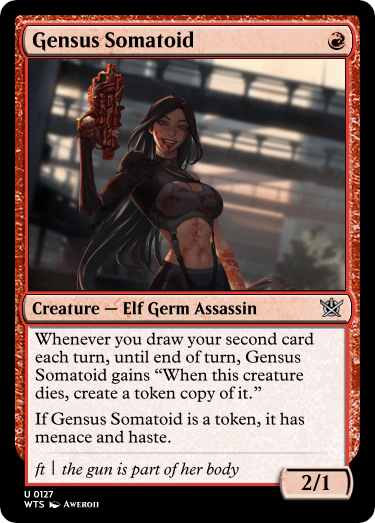 Gensus Somatoid
Creature — Elf Germ Assassin
Whenever you draw your second card
each turn, until end of turn, Gensus
Somatoid gains “When this creature
dies, create a token copy of it.”
If Gensus Somatoid is a token, it has
menace and haste.
ft | the gun is part of her body
2/1
U 0127
WTS Aweroii